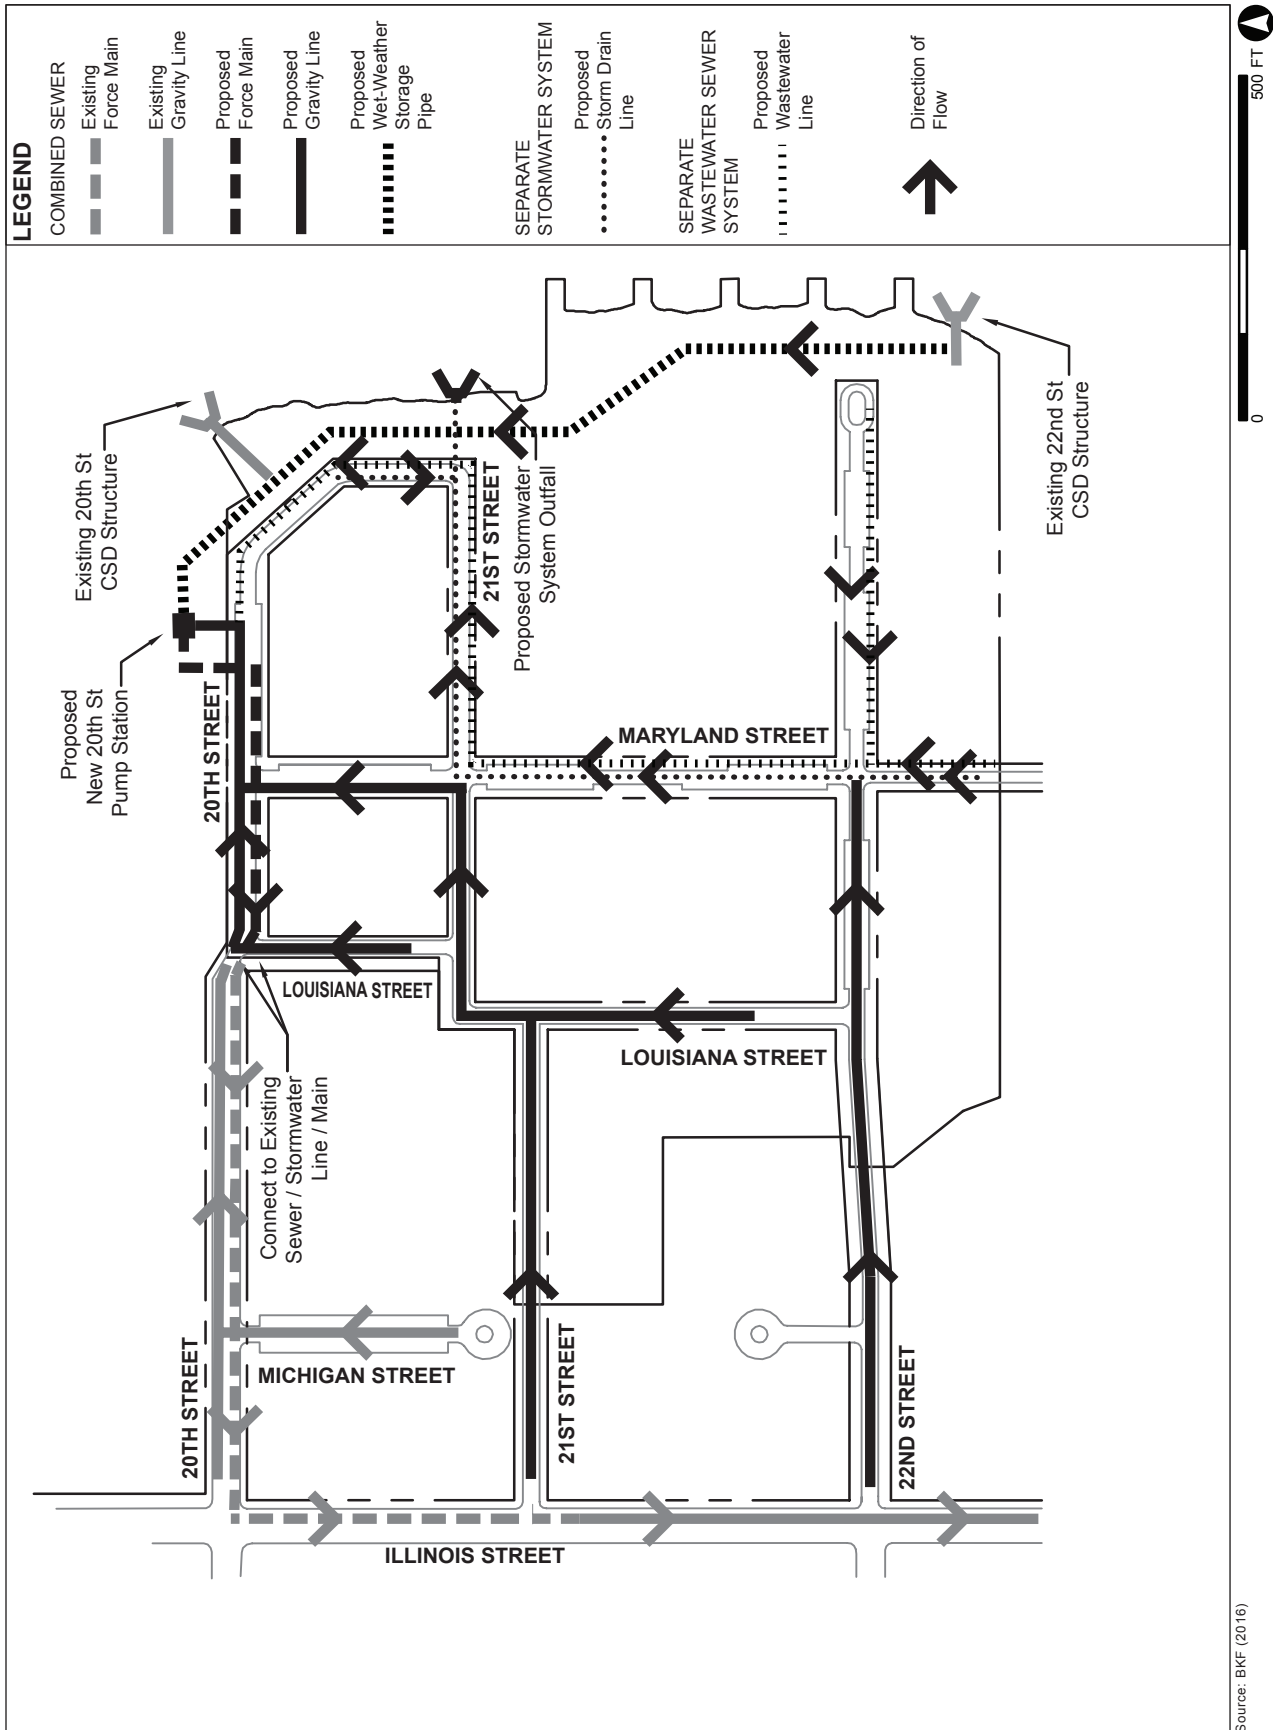 LEGEND
COMBINED SEWER
Existing
Force Main
Existing
Gravity Line
Proposed
Force Main
Proposed
Gravity Line
Proposed
Wet-Weather
Storage
Pipe
SEPARATE
STORMWATER SYSTEM
Proposed
Storm Drain
Line
SEPARATE
WASTEWATER SEWER
SYSTEM
Proposed
Wastewater
Line
Direction of
Flow
Existing 20th St
CSD Structure
Proposed
New 20th St
Pump Station
20TH STREET
21ST STREET
Proposed Stormwater
System Outfall
Existing 22nd St
CSD Structure
MARYLAND STREET
LOUISIANA STREET
LOUISIANA STREET
Connect to Existing
Sewer / Stormwater
Line / Main
20TH STREET
MICHIGAN STREET
21ST STREET
22ND STREET
ILLINOIS STREET
0
500 FT
Source: BKF (2016)